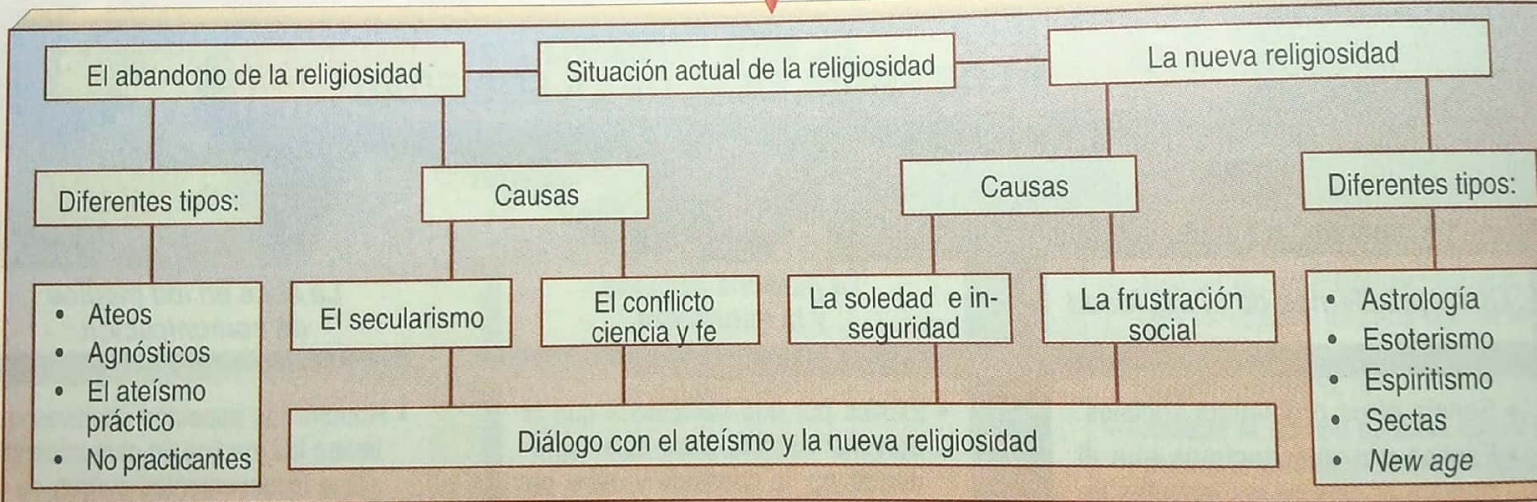 El abandono de la religiosidad
Situación actual de la religiosidad
La nueva religiosidad
Diferentes tipos:
Causas
Causas
Diferentes tipos:
• Ateos
• Agnósticos
• El ateísmo
práctico
• No practicantes
El secularismo
El conflicto
ciencia y fe
La soledad e in-
seguridad
La frustración
social
• Astrología
• Esoterismo
• Espiritismo
• Sectas
• New age
Diálogo con el ateísmo y la nueva religiosidad